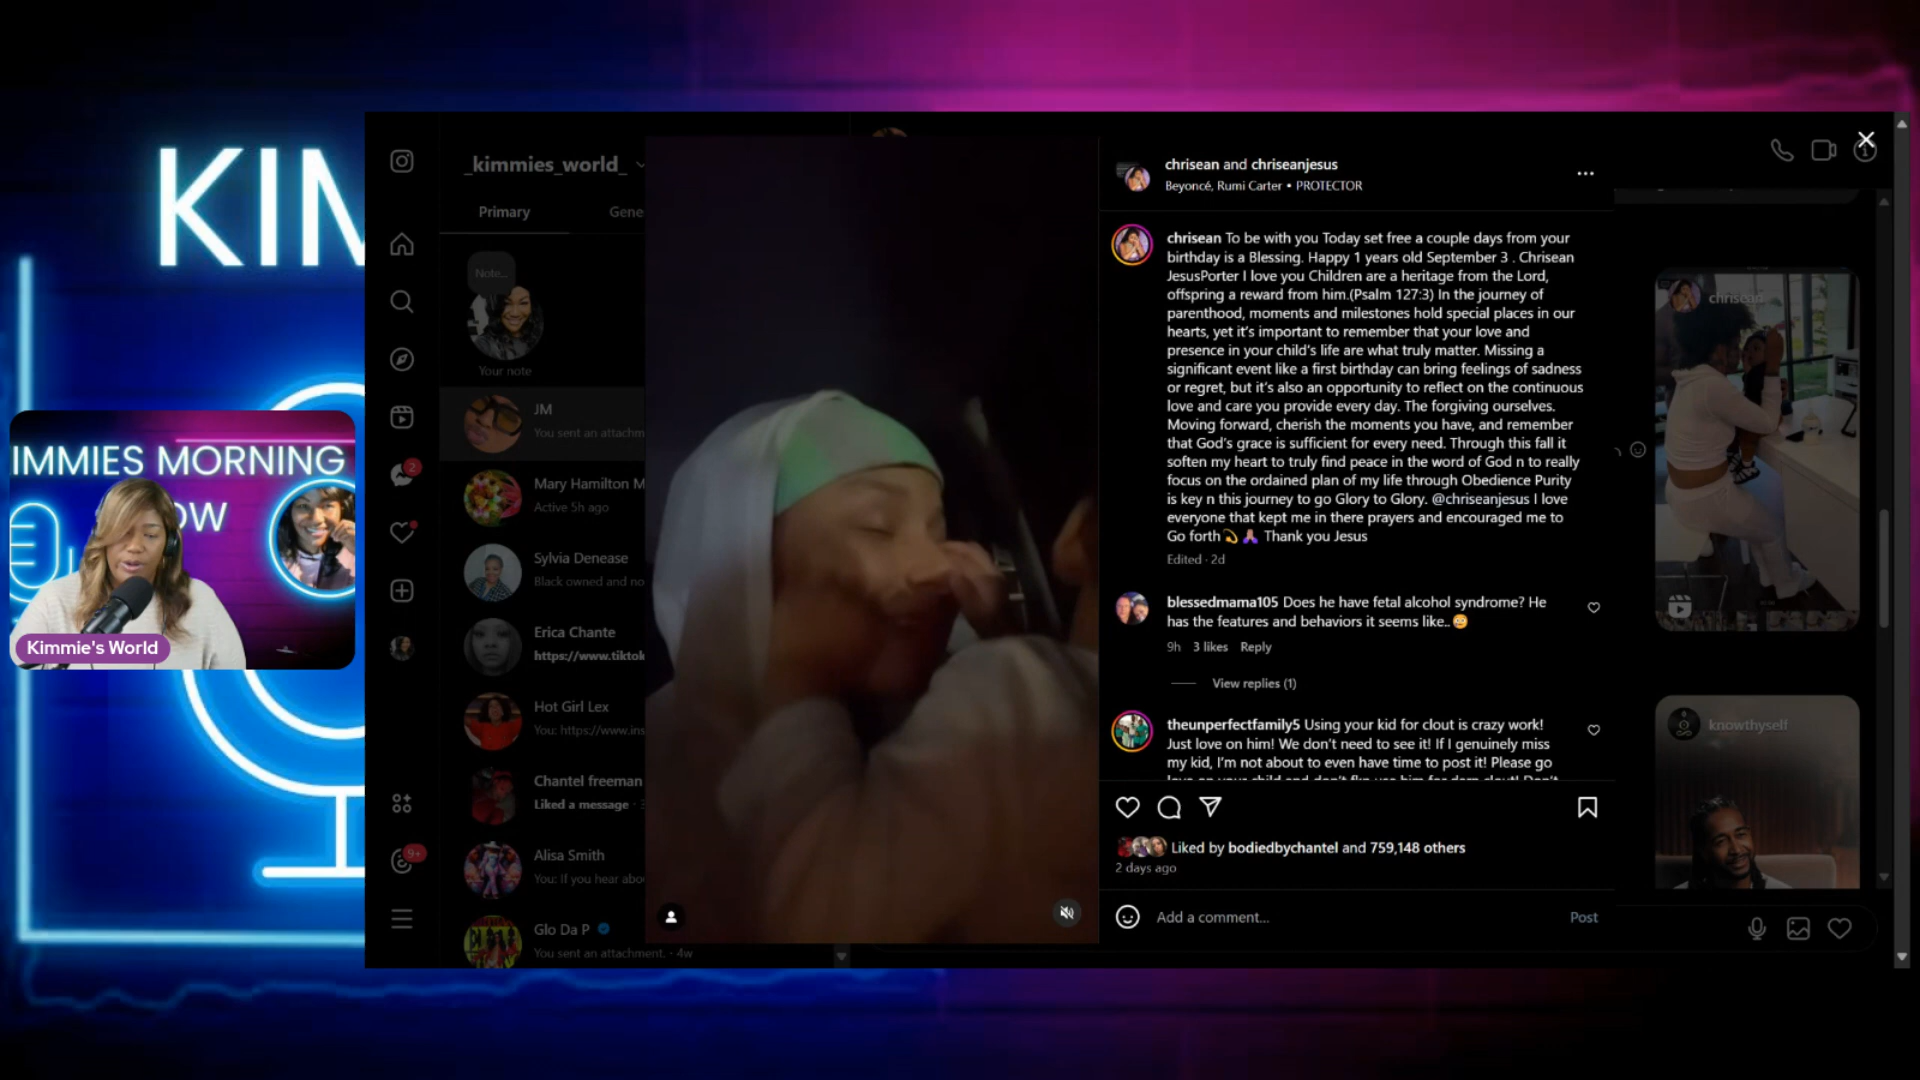 KIM
IMMIES MORNING
OW
Kimmie's World
_kimmies_world_
Primary
Gene
Note...
Your note
JM
You sent an attachm
Mary Hamilton M
Active 5h ago
Sylvia Denease
Black owned and no
Erica Chante
https://www.tiktok
Hot Girl Lex
You: https://www.ins
Chantel freeman
Liked a message ·
Alisa Smith
You: If you hear abo
Glo Da P
You sent an attachment. · 4w
2
9+
chrisean and chriseanjesus
Beyoncé, Rumi Carter • PROTECTOR
chrisean To be with you Today set free a couple days from your
birthday is a Blessing. Happy 1 years old September 3 . Chrisean
JesusPorter I love you Children are a heritage from the Lord,
offspring a reward from him.(Psalm 127:3) In the journey of
parenthood, moments and milestones hold special places in our
hearts, yet it's important to remember that your love and
presence in your child's life are what truly matter. Missing a
significant event like a first birthday can bring feelings of sadness
or regret, but it's also an opportunity to reflect on the continuous
love and care you provide every day. The forgiving ourselves.
Moving forward, cherish the moments you have, and remember
that God's grace is sufficient for every need. Through this fall it
soften my heart to truly find peace in the word of God n to really
focus on the ordained plan of my life through Obedience Purity
is key n this journey to go Glory to Glory. @chriseanjesus I love
everyone that kept me in there prayers and encouraged me to
Go forth 💫 🙏🏽 Thank you Jesus
Edited · 2d
blessedmama105 Does he have fetal alcohol syndrome? He
has the features and behaviors it seems like.. 😳
9h 3 likes Reply
View replies (1)
theunperfectfamily5 Using your kid for clout is crazy work!
Just love on him! We don't need to see it! If I genuinely miss
my kid, I'm not about to even have time to post it! Please go
Liked by bodiedbychantel and 759,148 others
2 days ago
Add a comment...
Post
chrisean
knowthyself